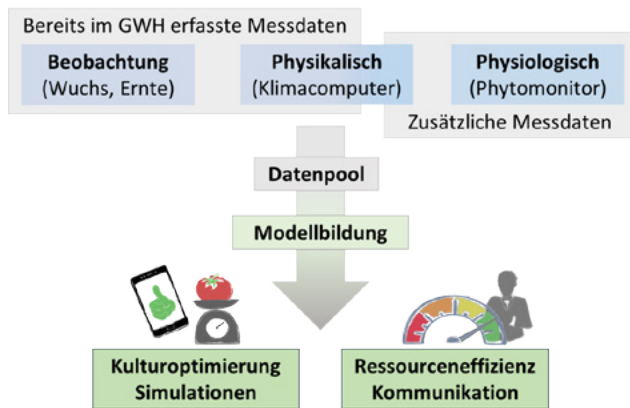 Bereits im GWH erfasste Messdaten
Beobachtung
(Wuchs, Ernte)
Physikalisch
(Klimacomputer)
Physiologisch
(Phytomonitor)
Zusätzliche Messdaten
Datenpool
Modellbildung
Kulturoptimierung
Simulationen
Ressourceneffizienz
Kommunikation